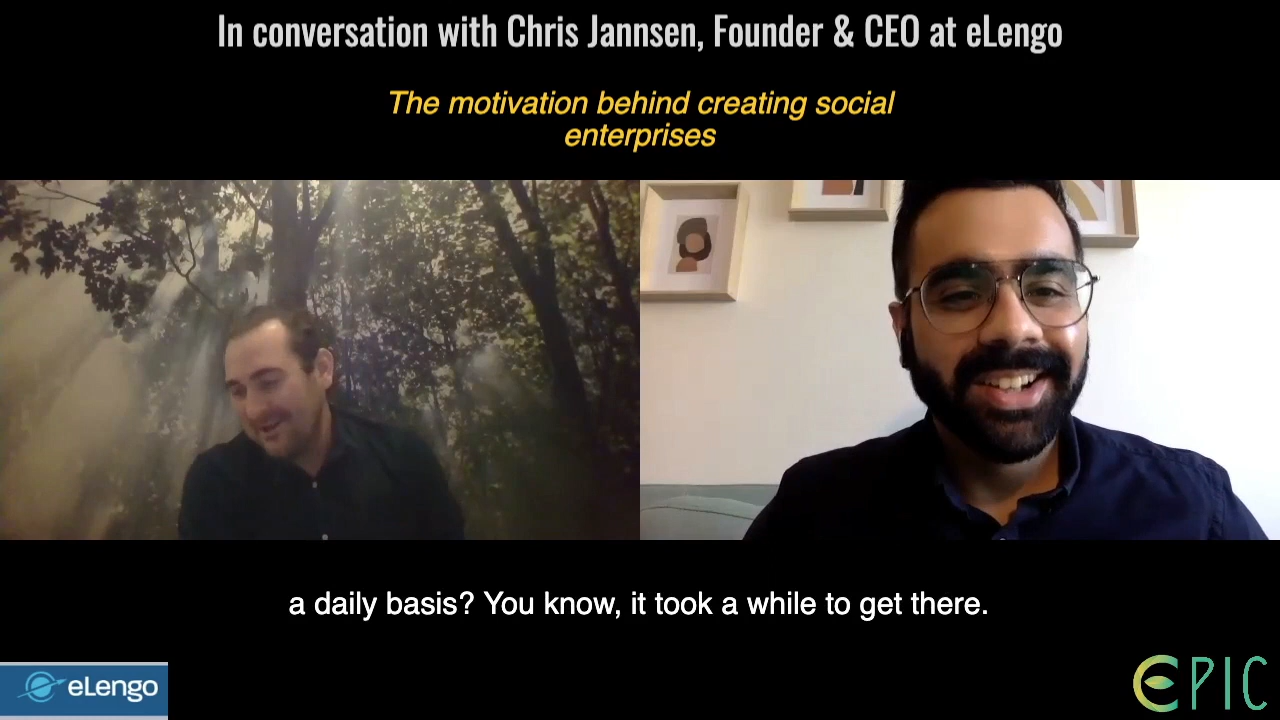 In conversation with Chris Jannsen, Founder & CEO at eLengo
The motivation behind creating social
enterprises
a daily basis? You know, it took a while to get there.
eLengo
EPIC